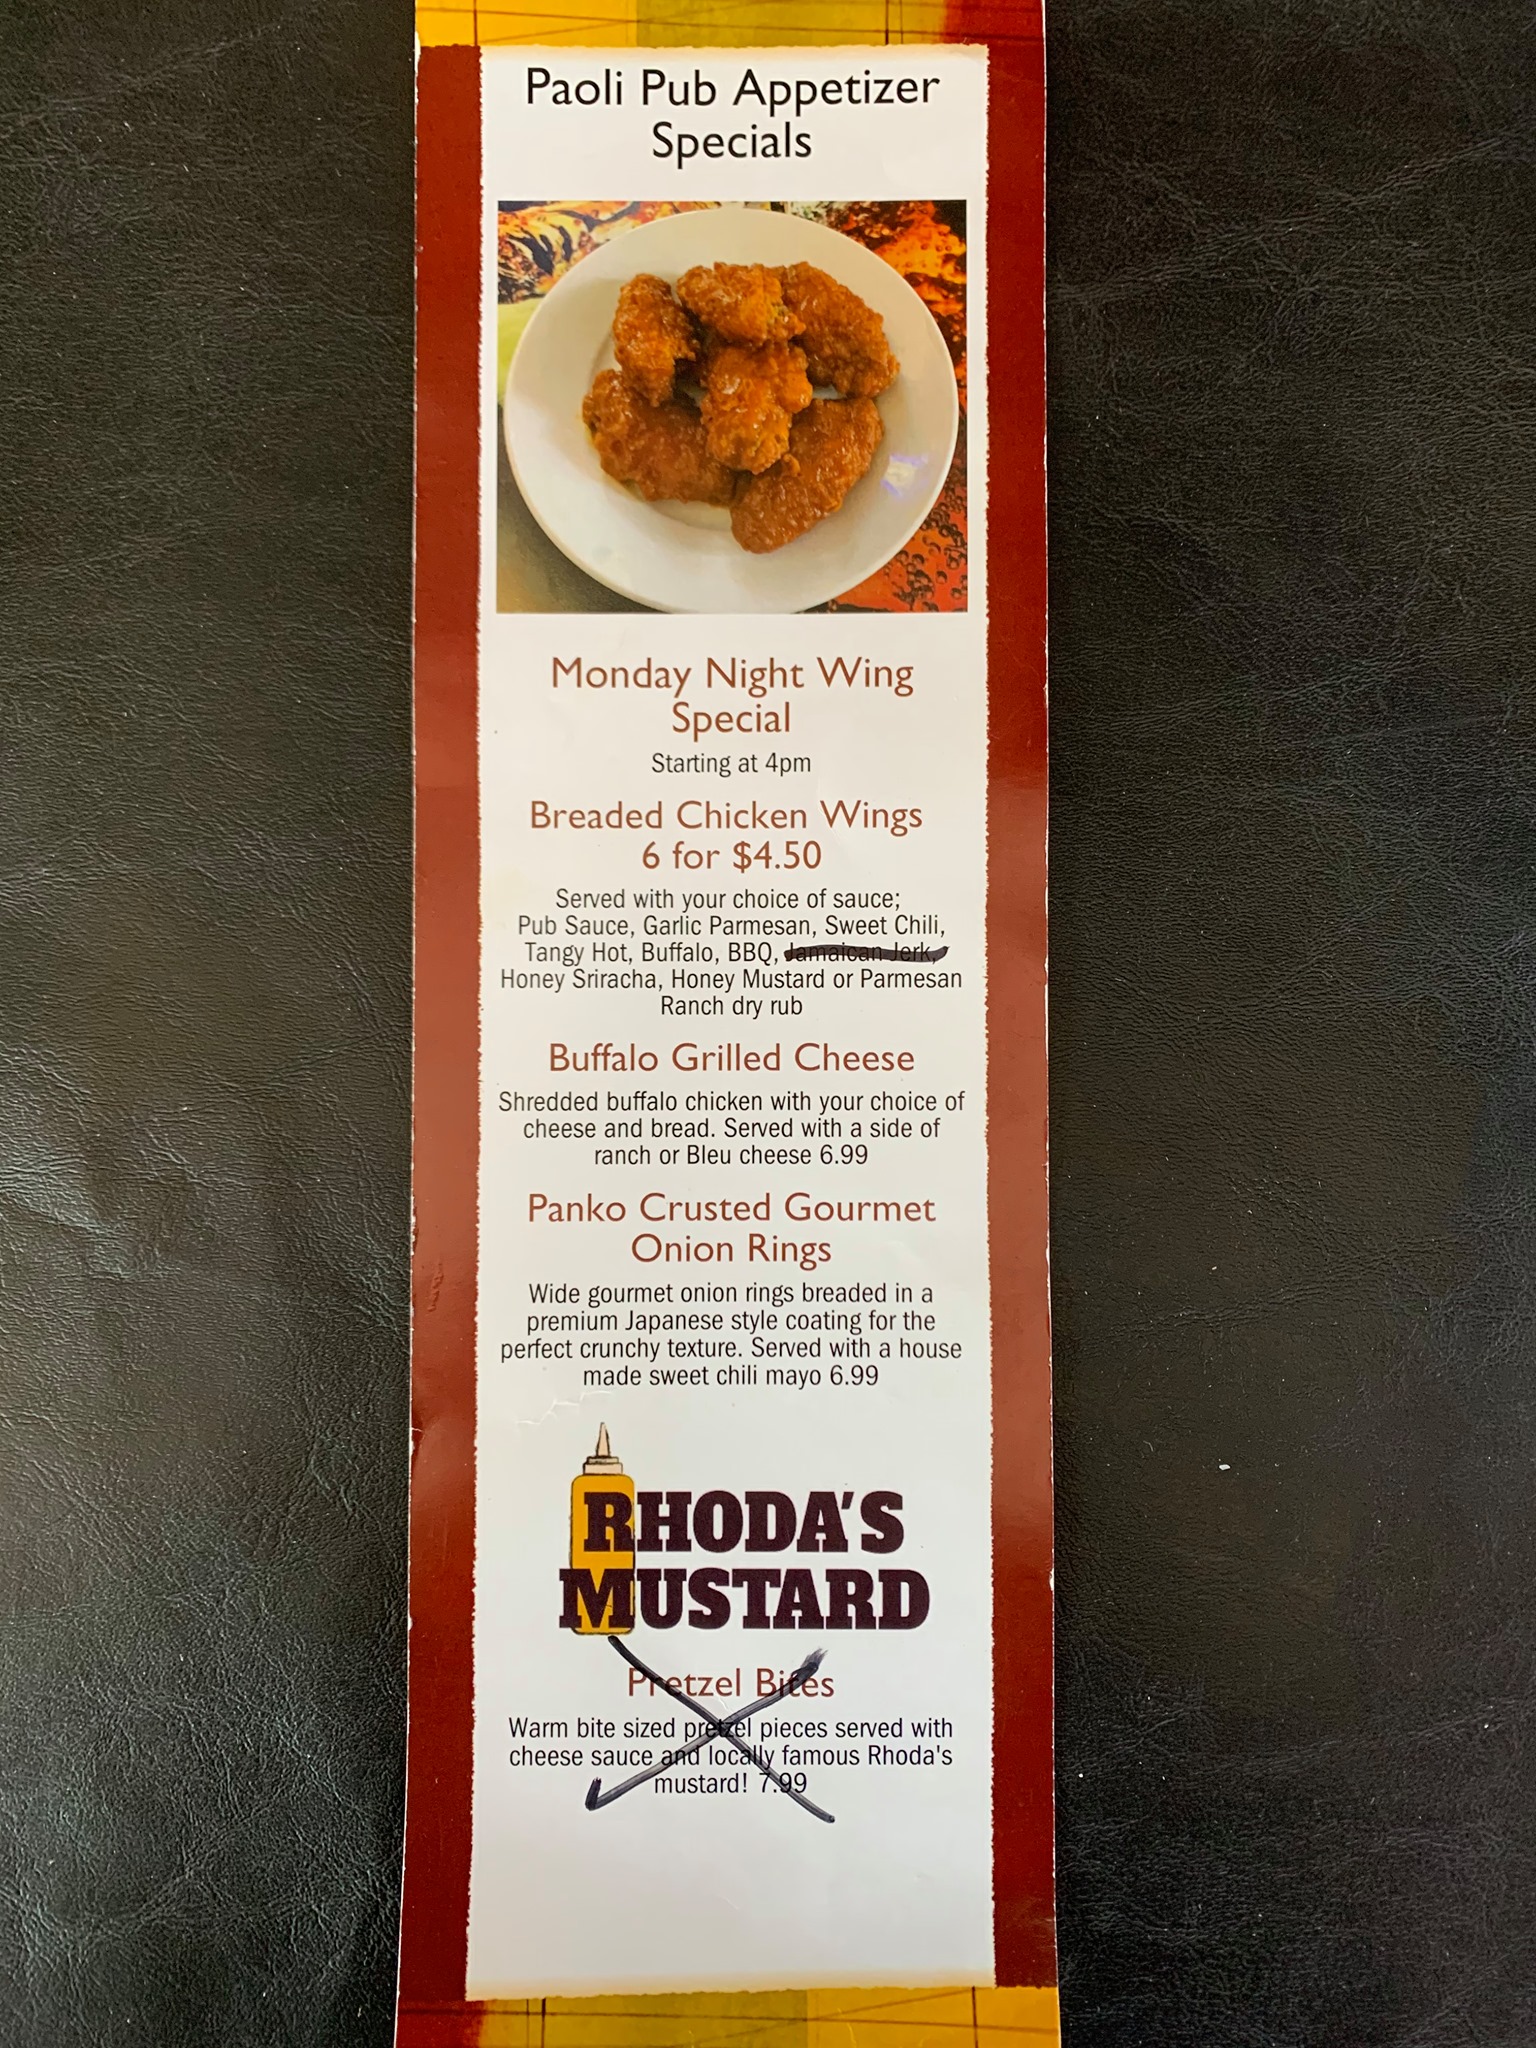 Paoli Pub Appetizer
Specials
Monday Night Wing
Special
Starting at 4pm
Breaded Chicken Wings
6 for $4.50
Served with your choice of sauce;
Pub Sauce, Garlic Parmesan, Sweet Chili,
Tangy Hot, Buffalo, BBQ, Jamaican Jerk,
Honey Sriracha, Honey Mustard or Parmesan
Ranch dry rub
Buffalo Grilled Cheese
Shredded buffalo chicken with your choice of
cheese and bread. Served with a side of
ranch or Bleu cheese 6.99
Panko Crusted Gourmet
Onion Rings
Wide gourmet onion rings breaded in a
premium Japanese style coating for the
perfect crunchy texture. Served with a house
made sweet chili mayo 6.99
RHODA'S
MUSTARD
Pretzel Bites
Warm bite sized pretzel pieces served with
cheese sauce and locally famous Rhoda's
mustard! 7.99